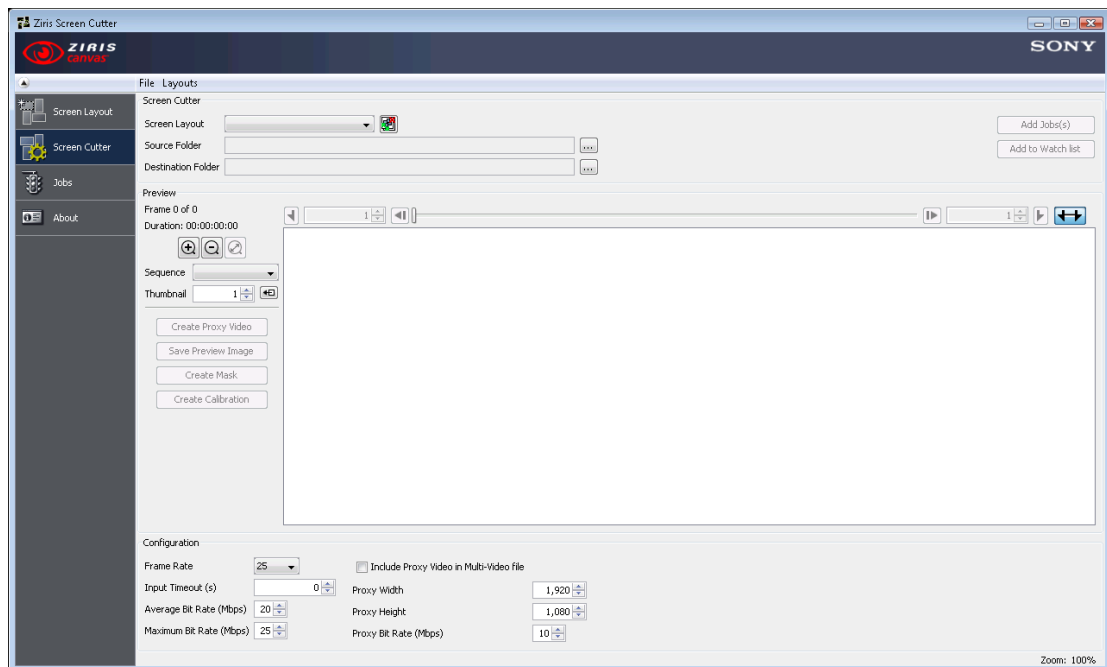 Ziris Screen Cutter
ZIRIS
canvas
SONY
File Layouts
Screen Layout
Screen Cutter
Jobs
About
Screen Cutter
Screen Layout
Add Jobs(s)
Source Folder
...
Add to Watch list
Destination Folder
...
Preview
Frame 0 of 0
1
1
Duration: 00:00:00:00
Sequence
Thumbnail 1
Create Proxy Video
Save Preview Image
Create Mask
Create Calibration
Configuration
Frame Rate 25 Include Proxy Video in Multi-Video file
Input Timeout (s) 0 Proxy Width 1,920
Average Bit Rate (Mbps) 20 Proxy Height 1,080
Maximum Bit Rate (Mbps) 25 Proxy Bit Rate (Mbps) 10
Zoom: 100%